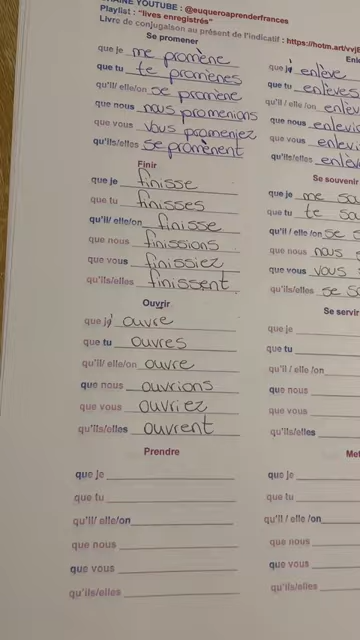 CHAINE YOUTUBE : @euqueroaprenderfrances
Playlist : "lives enregistrés"
Livre de conjugaison au présent de l'indicatif : https://hotm.art/vvjE
Se promener
que je me promène
que tu te promènes
qu'il/ elle/on se promène
que nous nous promenions
que vous vous promeniez
qu'ils/elles se promènent
Finir
que je finisse
que tu finisses
qu'il/ elle/on finisse
que nous finissions
que vous finissiez
qu'ils/elles finissent
Ouvrir
que j' ouvre
que tu ouvres
qu'il/ elle/on ouvre
que nous ouvrions
que vous ouvriez
qu'ils/elles ouvrent
Prendre
que je
que tu
qu'il/ elle/on
que nous
que vous
qu'ils/elles
que j' enlève
que tu enlèves
qu'il / elle /on
que nous
que vous
qu'ils/elles
Se souvenir
que je me
que tu te
qu'il / elle /on se
que nous nous
que vous vous
qu'ils/elles se
Se servir
que je
que tu
qu'il / elle /on
que nous
que vous
qu'ils/elles
que je
que tu
qu'il / elle /on
que nous
que vous
qu'ils/elles